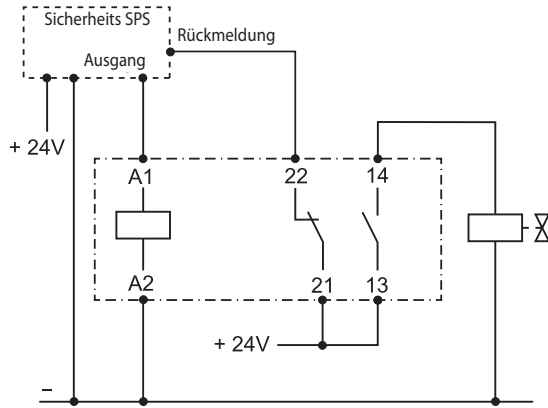 Sicherheits SPS
Rückmeldung
Ausgang
+ 24V
A1
22
14
A2
21
13
+ 24V
–